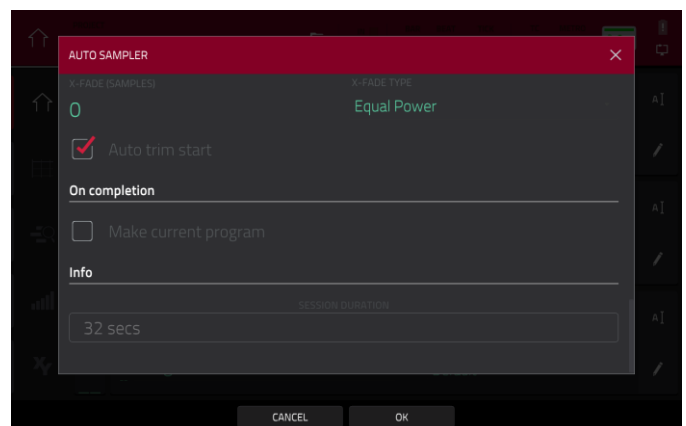 AUTO SAMPLER
X-FADE (SAMPLES) X-FADE TYPE
0 Equal Power
Auto trim start
On completion
Make current program
Info
SESSION DURATION
32 secs
CANCEL OK